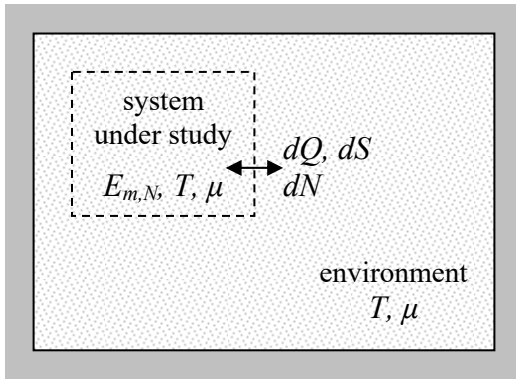 system
under study
E_{m,N}, T, μ
dQ, dS
dN
environment
T, μ